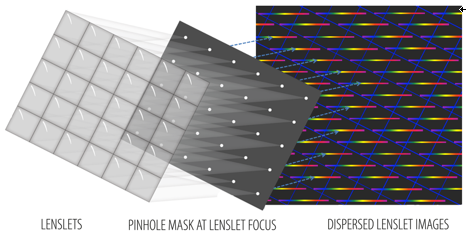 LENSLETS
PINHOLE MASK AT LENSLET FOCUS
DISPERSED LENSLET IMAGES